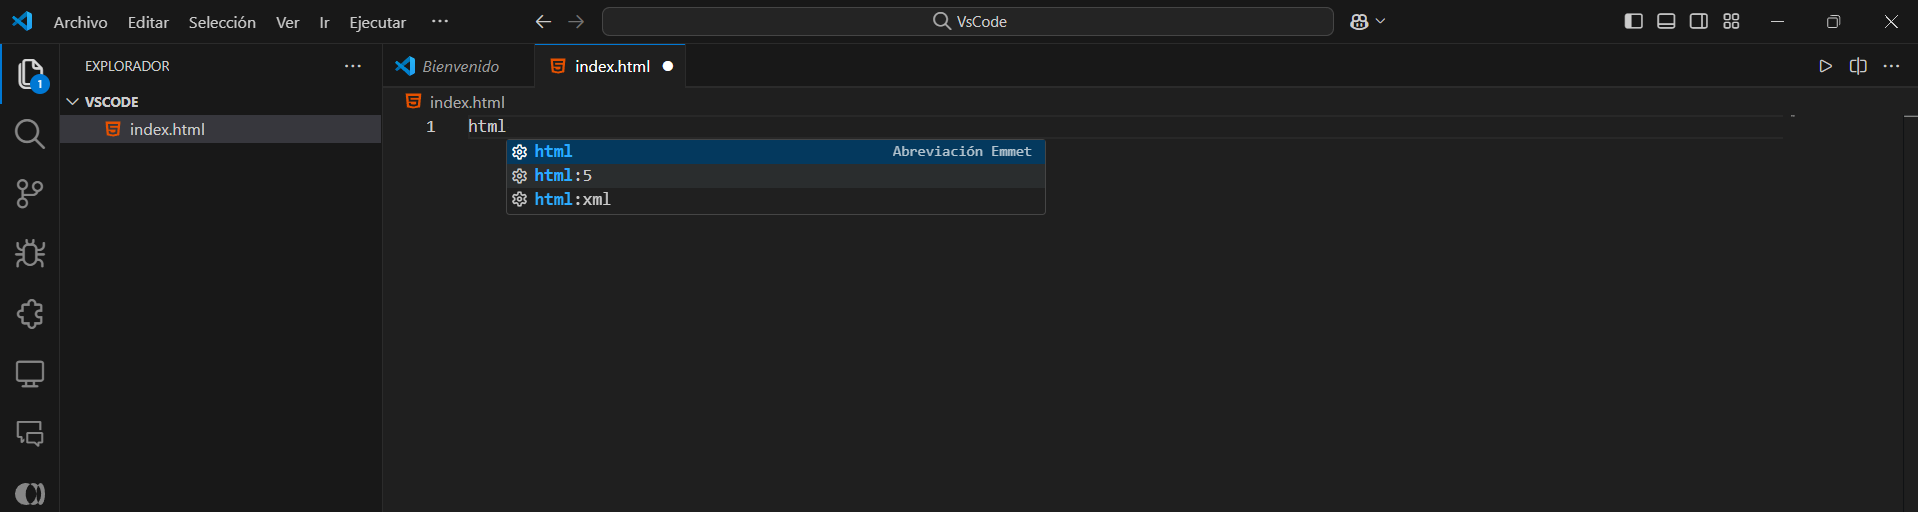 Archivo Editar Selección Ver Ir Ejecutar ··· VsCode
EXPLORADOR ···
Bienvenido index.html
1
VSCODE
index.html
index.html
1 html
html Abreviación Emmet
html:5
html:xml